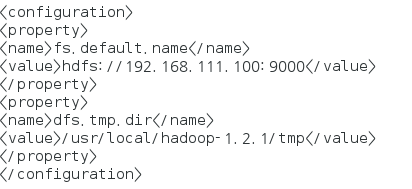 <configuration>
<property>
<name>fs.default.name</name>
<value>hdfs://192.168.111.100:9000</value>
</property>
<property>
<name>dfs.tmp.dir</name>
<value>/usr/local/hadoop-1.2.1/tmp</value>
</property>
</configuration>